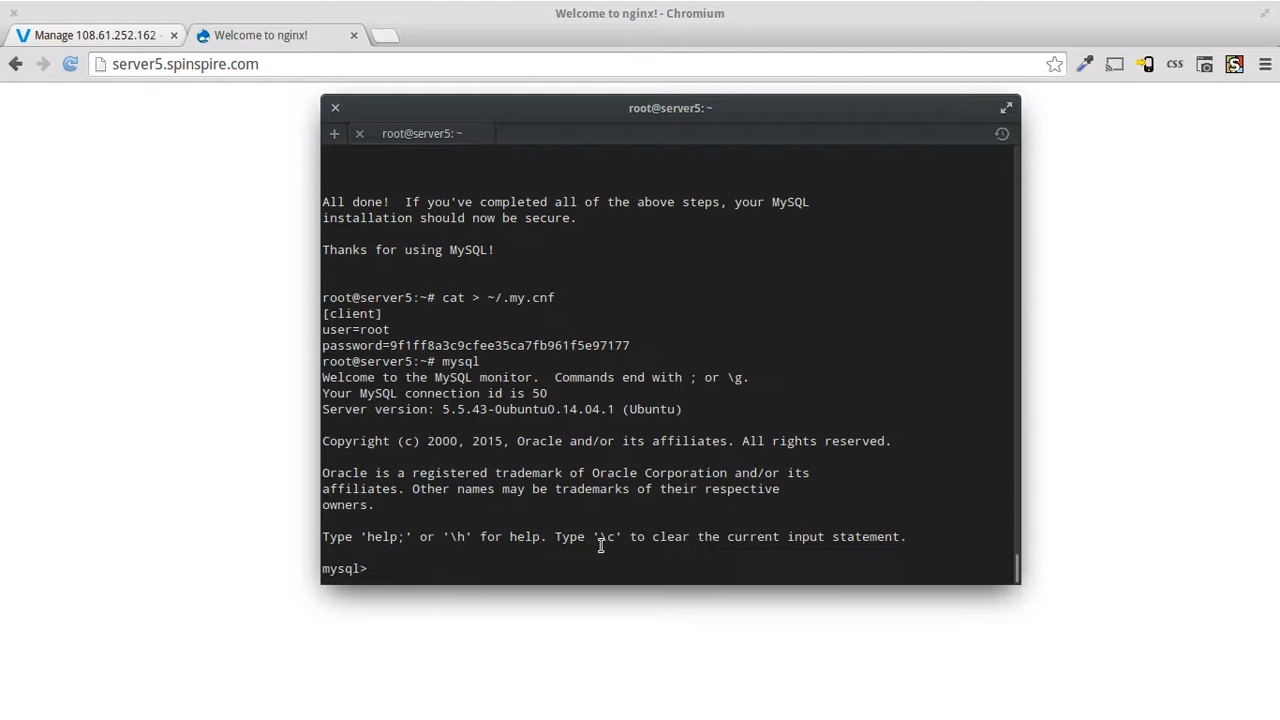 Welcome to nginx! - Chromium
Manage 108.61.252.162
Welcome to nginx!
server5.spinspire.com
CSS
S
root@server5: ~
root@server5: ~
All done!  If you've completed all of the above steps, your MySQL
installation should now be secure.
Thanks for using MySQL!
root@server5:~# cat > ~/.my.cnf
[client]
user=root
password=9f1ff8a3c9cfee35ca7fb961f5e97177
root@server5:~# mysql
Welcome to the MySQL monitor.  Commands end with ; or \g.
Your MySQL connection id is 50
Server version: 5.5.43-0ubuntu0.14.04.1 (Ubuntu)
Copyright (c) 2000, 2015, Oracle and/or its affiliates. All rights reserved.
Oracle is a registered trademark of Oracle Corporation and/or its
affiliates. Other names may be trademarks of their respective
owners.
Type 'help;' or '\h' for help. Type '\c' to clear the current input statement.
mysql>